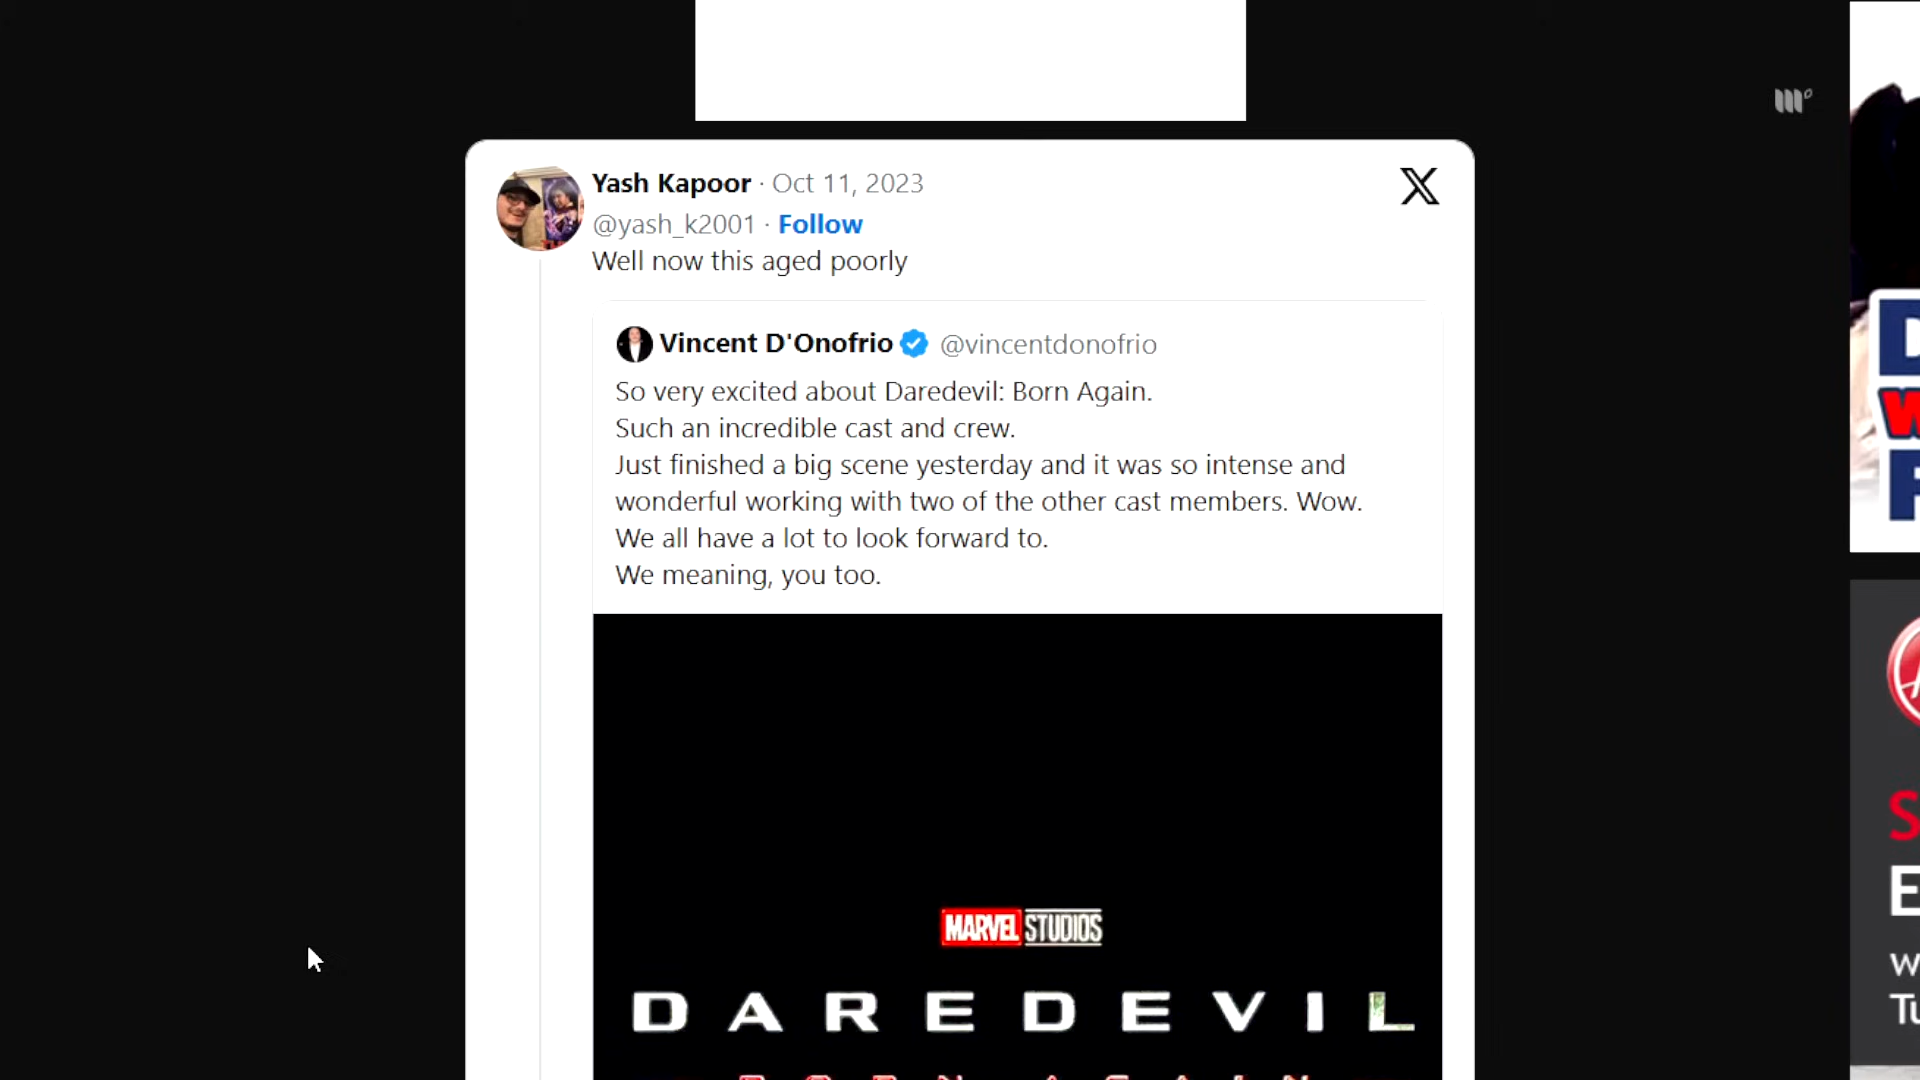 Yash Kapoor · Oct 11, 2023
@yash_k2001 · Follow
Well now this aged poorly
Vincent D'Onofrio @vincentdonofrio
So very excited about Daredevil: Born Again.
Such an incredible cast and crew.
Just finished a big scene yesterday and it was so intense and
wonderful working with two of the other cast members. Wow.
We all have a lot to look forward to.
We meaning, you too.
MARVEL STUDIOS
DAREDEVIL